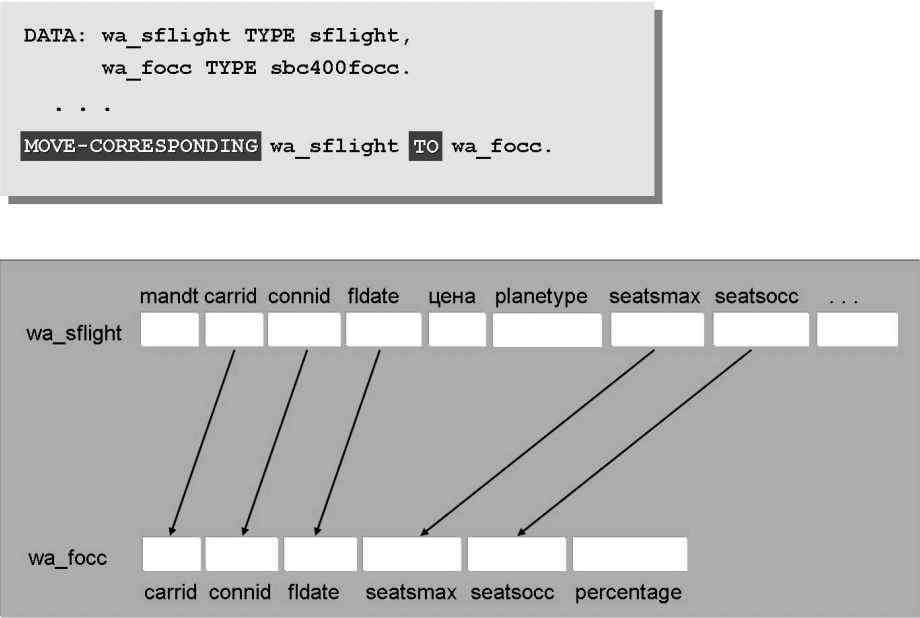 DATA: wa_sflight TYPE sflight,
wa_focc TYPE sbc400focc.
. . .
MOVE-CORRESPONDING wa_sflight TO wa_focc.
mandt carrid connid fldate цена planetype seatsmax seatsocc . . .
wa_sflight
wa_focc
carrid connid fldate seatsmax seatsocc percentage